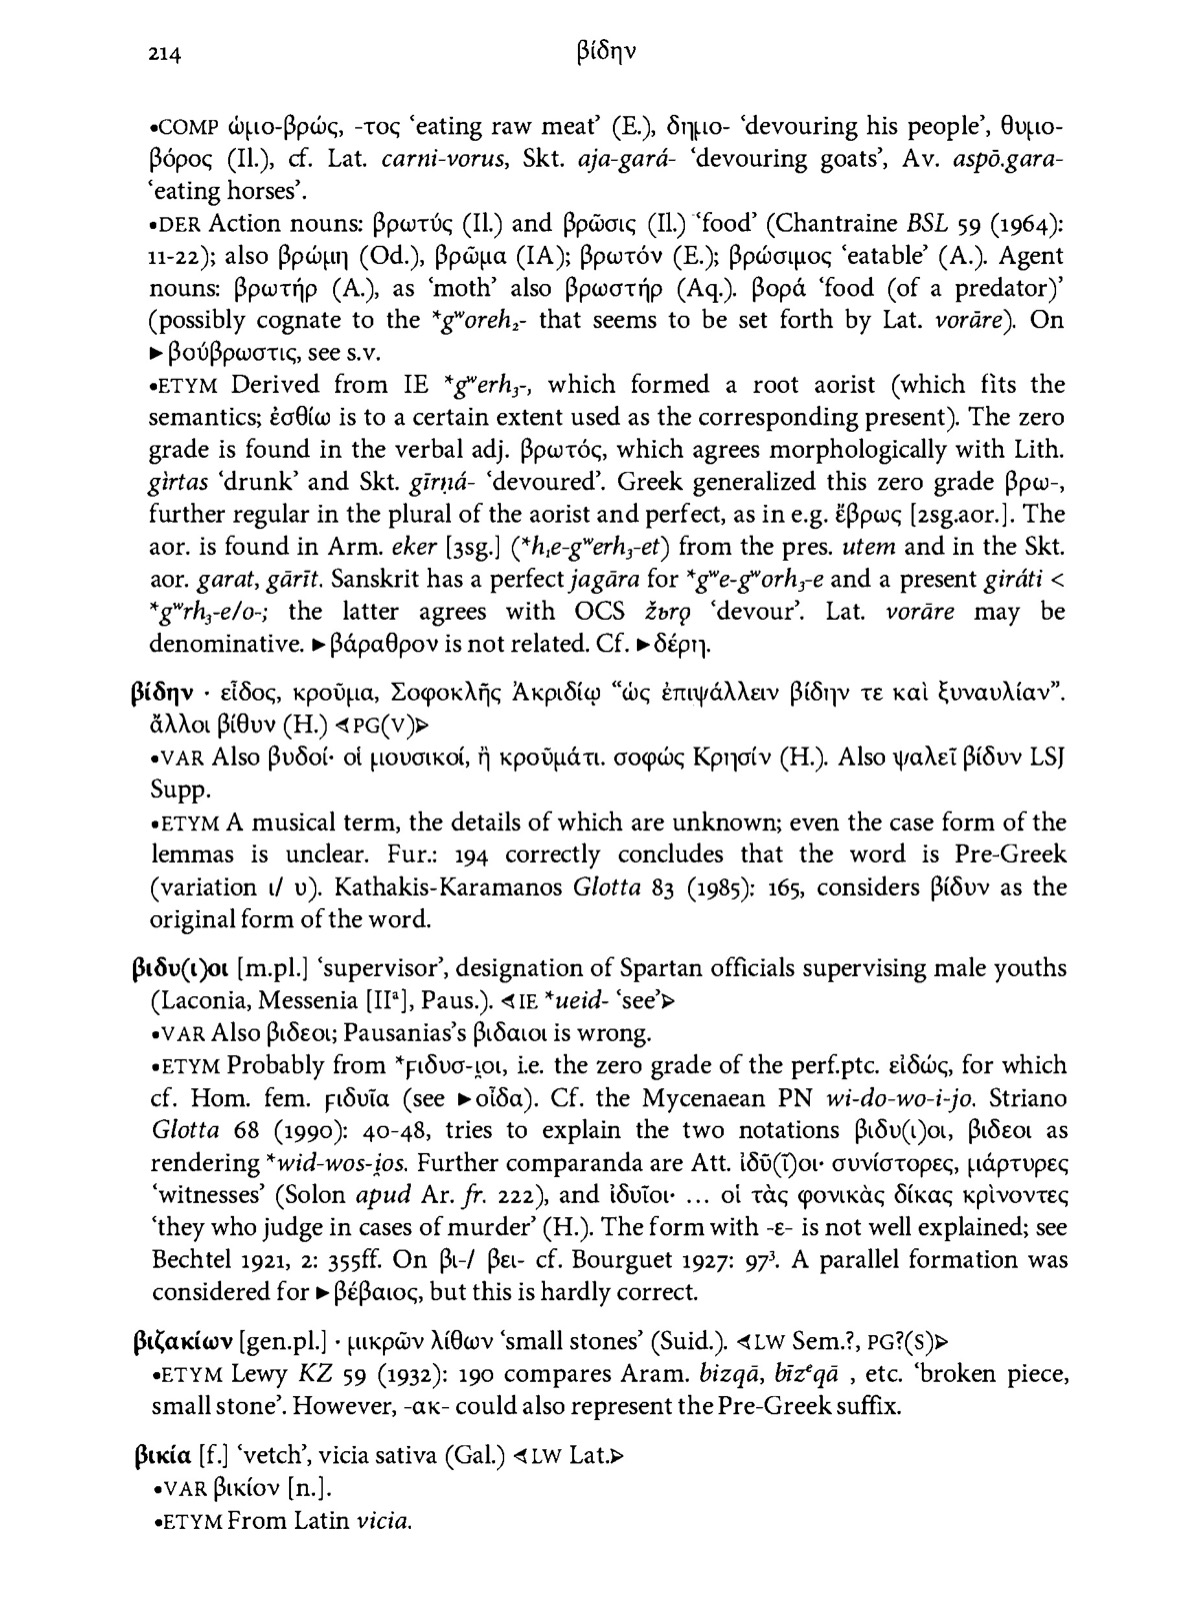 214 βίδην
•COMP ὠμο-βρώς, -τος ‘eating raw meat’ (E.), δημο- ‘devouring his people’, θυμο-
βόρος (Il.), cf. Lat. carni-vorus, Skt. aja-gará- ‘devouring goats’, Av. aspō.gara-
‘eating horses’.
•DER Action nouns: βρωτύς (Il.) and βρῶσις (Il.) ‘food’ (Chantraine BSL 59 (1964):
11-22); also βρώμη (Od.), βρῶμα (IA); βρωτόν (E.); βρώσιμος ‘eatable’ (A.). Agent
nouns: βρωτήρ (A.), as ‘moth’ also βρωστήρ (Aq.). βορά ‘food (of a predator)’
(possibly cognate to the *gʷoreh₂- that seems to be set forth by Lat. vorāre). On
►βούβρωστις, see s.v.
•ETYM Derived from IE *gʷerh₃-, which formed a root aorist (which fits the
semantics; ἐσθίω is to a certain extent used as the corresponding present). The zero
grade is found in the verbal adj. βρωτός, which agrees morphologically with Lith.
gìrtas ‘drunk’ and Skt. gīrṇá- ‘devoured’. Greek generalized this zero grade βρω-,
further regular in the plural of the aorist and perfect, as in e.g. ἔβρως [2sg.aor.]. The
aor. is found in Arm. eker [3sg.] (*h₁e-gʷerh₃-et) from the pres. utem and in the Skt.
aor. garat, gārīt. Sanskrit has a perfect jagāra for *gʷe-gʷorh₃-e and a present giráti <
*gʷrh₃-e/o-; the latter agrees with OCS žьrǫ ‘devour’. Lat. vorāre may be
denominative. ►βάραθρον is not related. Cf. ►δέρη.
βίδην · εἶδος, κροῦμα, Σοφοκλῆς Ἀκριδίῳ “ὡς ἐπιψάλλειν βίδην τε καὶ ξυναυλίαν”.
ἄλλοι βίθυν (H.) ⊲PG(V)⊳
•VAR Also βυδοί· οἱ μουσικοί, ἢ κροῦμάτι. σοφώς Κρησίν (H.). Also ψαλεῖ βίδυν LSJ
Supp.
•ETYM A musical term, the details of which are unknown; even the case form of the
lemmas is unclear. Fur.: 194 correctly concludes that the word is Pre-Greek
(variation ι/ υ). Kathakis-Karamanos Glotta 83 (1985): 165, considers βίδυν as the
original form of the word.
βιδυ(ι)οι [m.pl.] ‘supervisor’, designation of Spartan officials supervising male youths
(Laconia, Messenia [IIᵃ], Paus.). ⊲IE *ueid- ‘see’⊳
•VAR Also βιδεοι; Pausanias’s βιδαιοι is wrong.
•ETYM Probably from *ϝιδυσ-ι̯οι, i.e. the zero grade of the perf.ptc. εἰδώς, for which
cf. Hom. fem. ϝιδυῖα (see ►οἶδα). Cf. the Mycenaean PN wi-do-wo-i-jo. Striano
Glotta 68 (1990): 40-48, tries to explain the two notations βιδυ(ι)οι, βιδεοι as
rendering *wid-wos-i̯os. Further comparanda are Att. ἰδῦ(ῖ)οι· συνίστορες, μάρτυρες
‘witnesses’ (Solon apud Ar. fr. 222), and ἰδυῖοι· … οἱ τὰς φονικὰς δίκας κρὶνοντες
‘they who judge in cases of murder’ (H.). The form with -ε- is not well explained; see
Bechtel 1921, 2: 355ff. On βι-/ βει- cf. Bourguet 1927: 97³. A parallel formation was
considered for ►βέβαιος, but this is hardly correct.
βιζακίων [gen.pl.] · μικρῶν λίθων ‘small stones’ (Suid.). ⊲LW Sem.?, PG?(S)⊳
•ETYM Lewy KZ 59 (1932): 190 compares Aram. bizqā, bīzᵉqā , etc. ‘broken piece,
small stone’. However, -ακ- could also represent the Pre-Greek suffix.
βικία [f.] ‘vetch’, vicia sativa (Gal.) ⊲LW Lat.⊳
•VAR βικίον [n.].
•ETYM From Latin vicia.